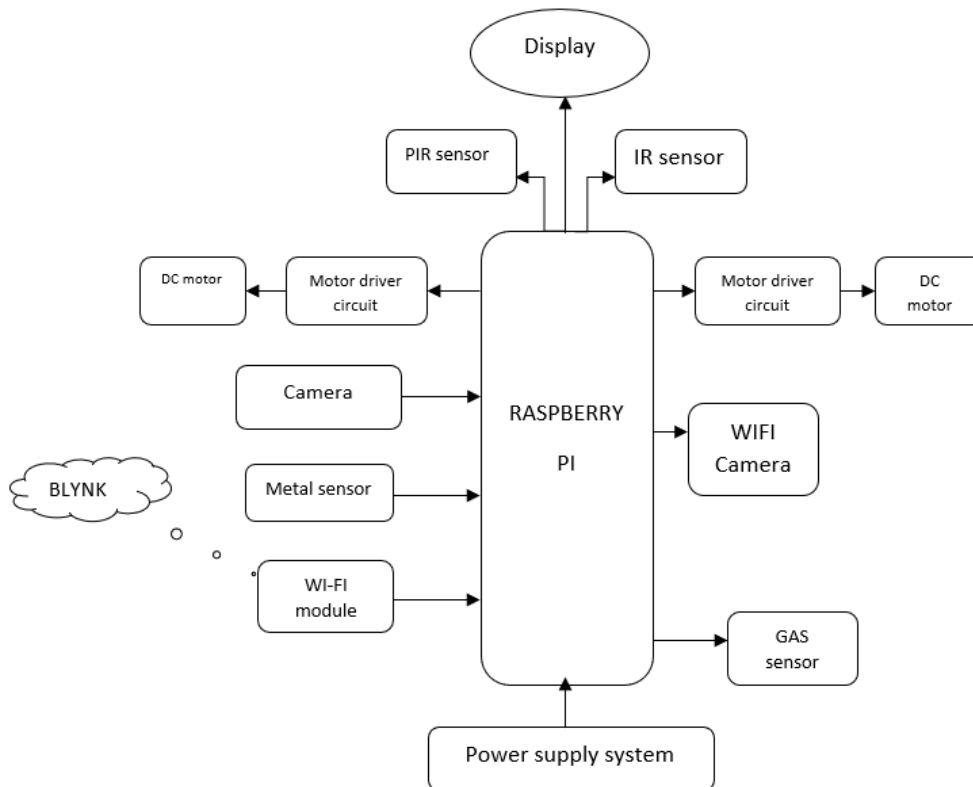 Display
PIR sensor
IR sensor
DC motor
Motor driver
circuit
Motor driver
circuit
DC
motor
Camera
RASPBERRY
PI
WIFI
Camera
BLYNK
Metal sensor
WI-FI
module
GAS
sensor
Power supply system